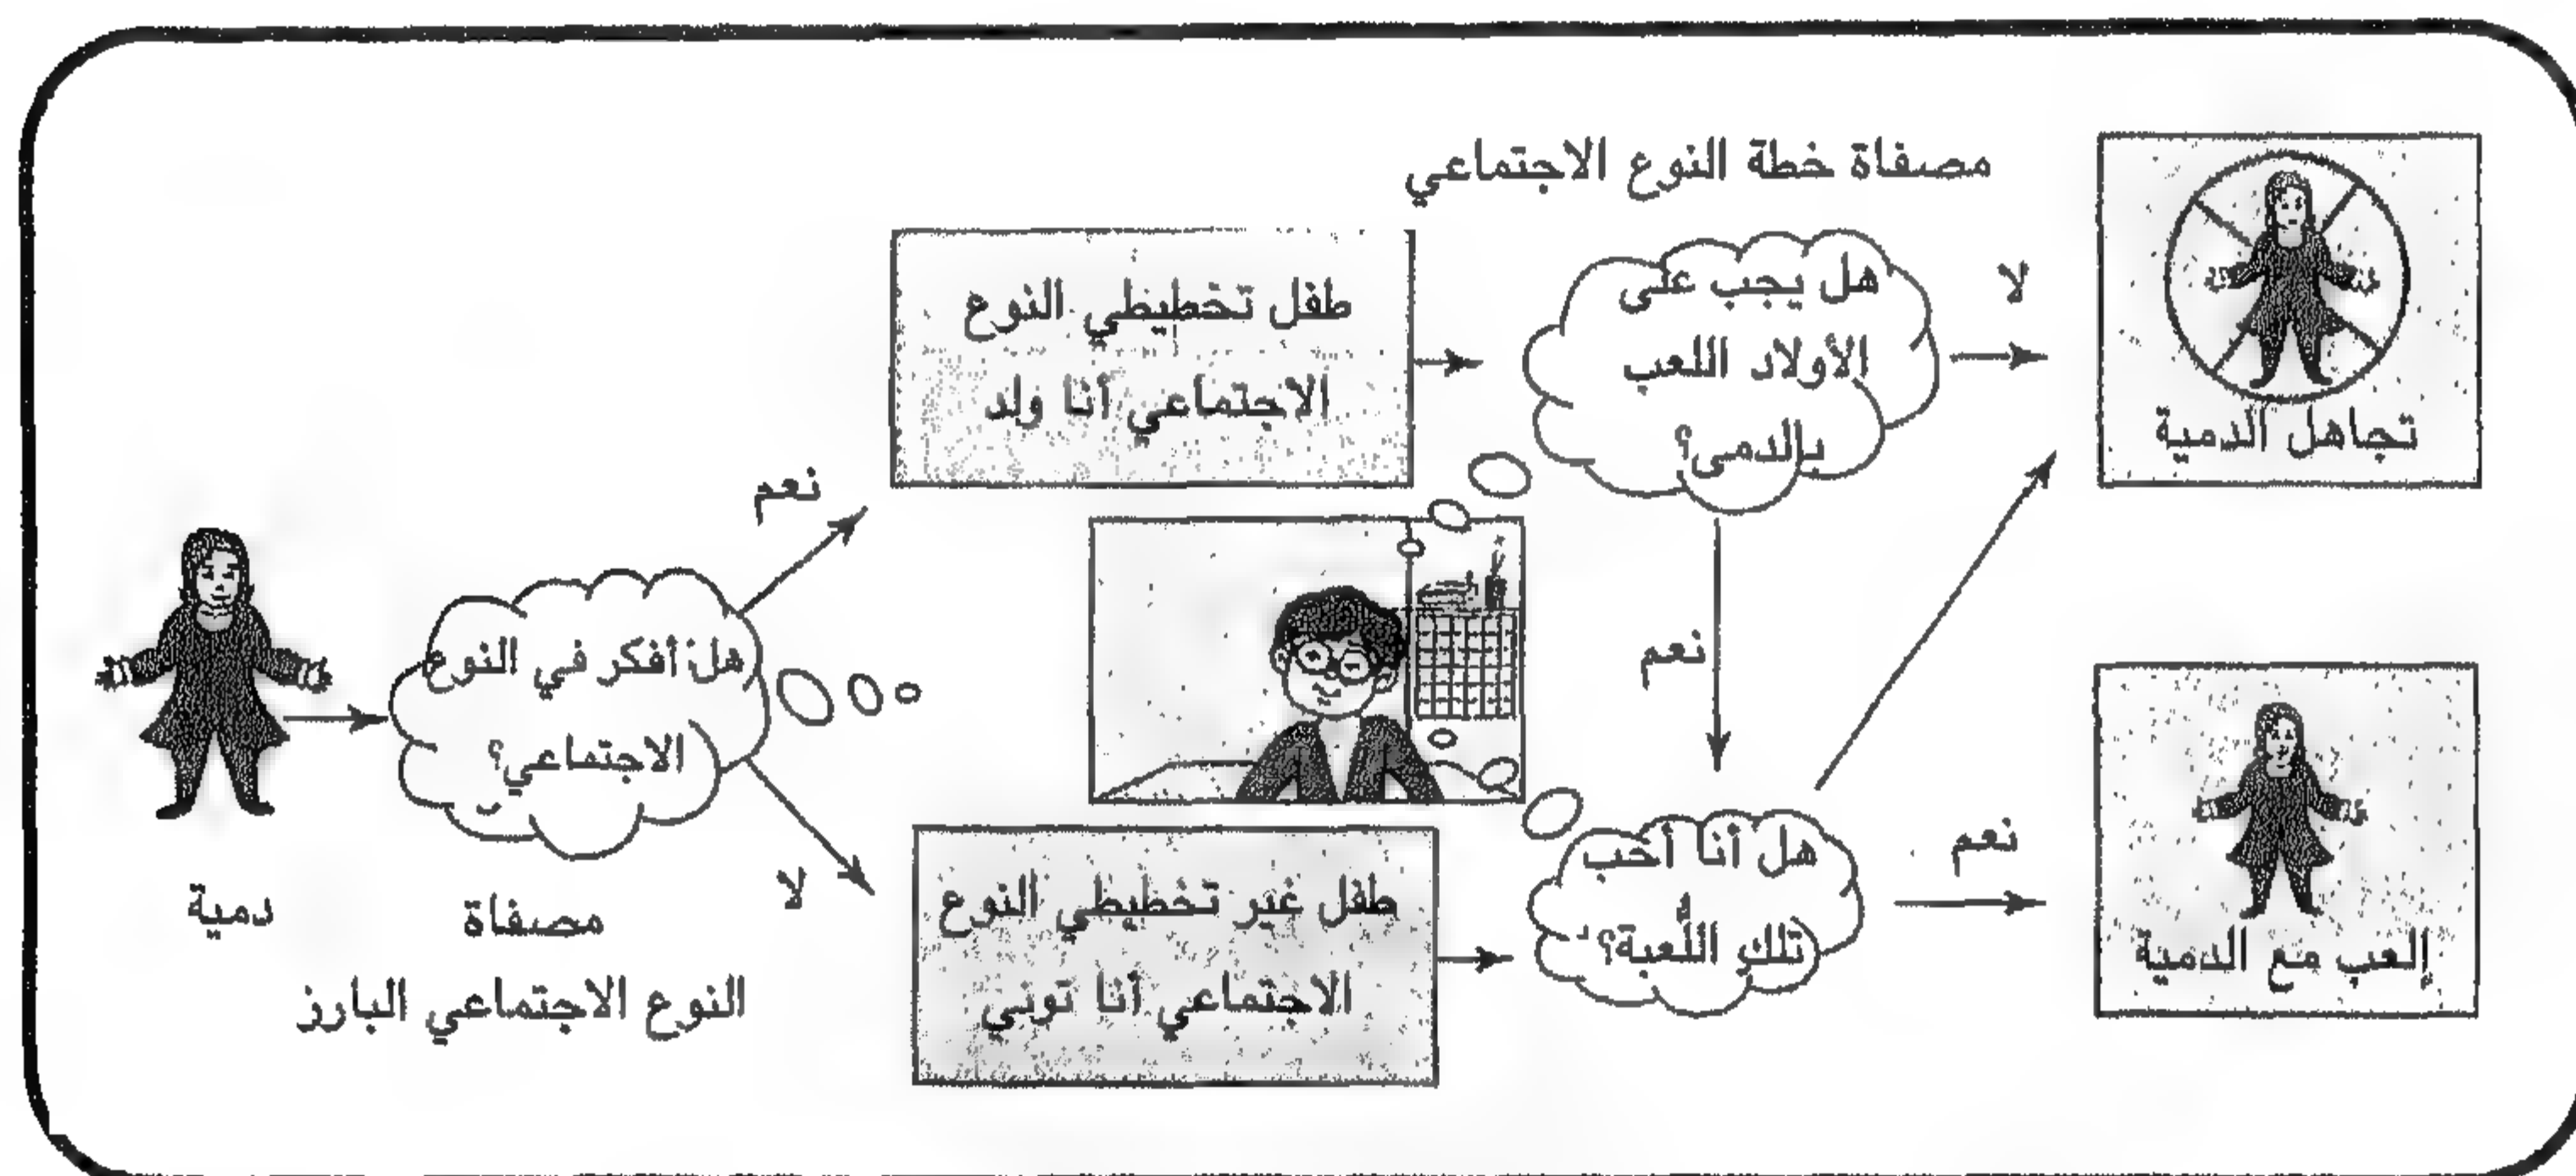 دمية
هل أفكر في النوع
الاجتماعي؟
مصفاة
النوع الاجتماعي البارز
نعم
لا
طفل تخطيطي النوع
الاجتماعي أنا ولد
طفل غير تخطيطي النوع
الاجتماعي أنا توني
مصفاة خطة النوع الاجتماعي
هل يجب على
الأولاد اللعب
بالدمى؟
لا
نعم
هل أنا أحب
تلك اللعبة؟
نعم
تجاهل الدمية
إلعب مع الدمية